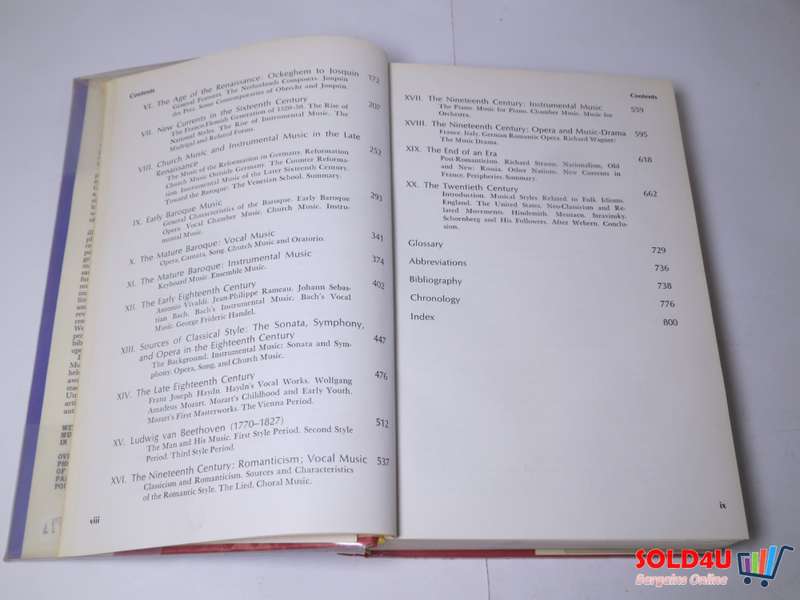 Contents
VI. The Age of the Renaissance: Ockeghem to Josquin 172
General Features. The Netherlands Composers. Josquin
des Prez. Some Contemporaries of Obrecht and Josquin.
VII. New Currents in the Sixteenth Century 207
The Franco-Flemish Generation of 1520-50. The Rise of
National Styles. The Rise of Instrumental Music. The
Madrigal and Related Forms.
VIII. Church Music and Instrumental Music in the Late
Renaissance 252
The Music of the Reformation in Germany. Reformation
Church Music Outside Germany. The Counter Reforma-
tion. Instrumental Music of the Later Sixteenth Century.
Toward the Baroque: The Venetian School. Summary.
IX. Early Baroque Music 293
General Characteristics of the Baroque. Early Baroque
Opera. Vocal Chamber Music. Church Music. Instru-
mental Music.
X. The Mature Baroque: Vocal Music 341
Opera, Cantata, Song. Church Music and Oratorio.
XI. The Mature Baroque: Instrumental Music 374
Keyboard Music. Ensemble Music.
XII. The Early Eighteenth Century 402
Antonio Vivaldi. Jean-Philippe Rameau. Johann Sebas-
tian Bach. Bach's Instrumental Music. Bach's Vocal
Music. George Frideric Handel.
XIII. Sources of Classical Style: The Sonata, Symphony,
and Opera in the Eighteenth Century 447
The Background. Instrumental Music: Sonata and Sym-
phony. Opera, Song, and Church Music.
XIV. The Late Eighteenth Century 476
Franz Joseph Haydn. Haydn's Vocal Works. Wolfgang
Amadeus Mozart. Mozart's Childhood and Early Youth.
Mozart's First Masterworks. The Vienna Period.
XV. Ludwig van Beethoven (1770–1827) 512
The Man and His Music. First Style Period. Second Style
Period. Third Style Period.
XVI. The Nineteenth Century: Romanticism; Vocal Music 537
Classicism and Romanticism. Sources and Characteristics
of the Romantic Style. The Lied. Choral Music.
viii
Contents
XVII. The Nineteenth Century: Instrumental Music 559
The Piano. Music for Piano. Chamber Music. Music for
Orchestra.
XVIII. The Nineteenth Century: Opera and Music-Drama 595
France. Italy. German Romantic Opera. Richard Wagner:
The Music Drama.
XIX. The End of an Era 618
Post-Romanticism. Richard Strauss. Nationalism, Old
and New: Russia. Other Nations. New Currents in
France. Peripheries. Summary.
XX. The Twentieth Century 662
Introduction. Musical Styles Related to Folk Idioms.
England. The United States. Neo-Classicism and Re-
lated Movements. Hindemith. Messiaen. Stravinsky.
Schoenberg and His Followers. After Webern. Conclu-
sion.
Glossary 729
Abbreviations 736
Bibliography 738
Chronology 776
Index 800
ix
SOLD4U
Bargains Online